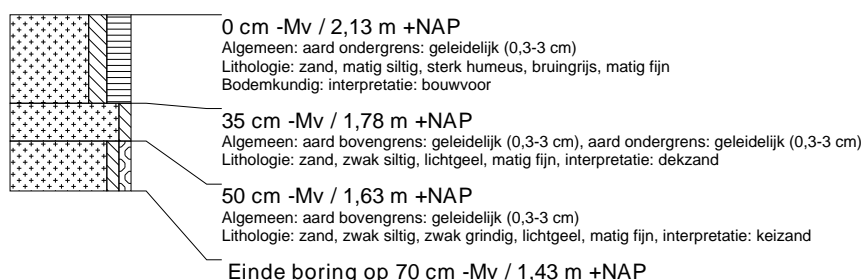 0 cm -Mv / 2,13 m +NAP
Algemeen: aard ondergrens: geleidelijk (0,3-3 cm)
Lithologie: zand, matig siltig, sterk humeus, bruingrijs, matig fijn
Bodemkundig: interpretatie: bouwvoor
35 cm -Mv / 1,78 m +NAP
Algemeen: aard bovengrens: geleidelijk (0,3-3 cm), aard ondergrens: geleidelijk (0,3-3 cm)
Lithologie: zand, zwak siltig, lichtgeel, matig fijn, interpretatie: dekzand
50 cm -Mv / 1,63 m +NAP
Algemeen: aard bovengrens: geleidelijk (0,3-3 cm)
Lithologie: zand, zwak siltig, zwak grindig, lichtgeel, matig fijn, interpretatie: keizand
Einde boring op 70 cm -Mv / 1,43 m +NAP